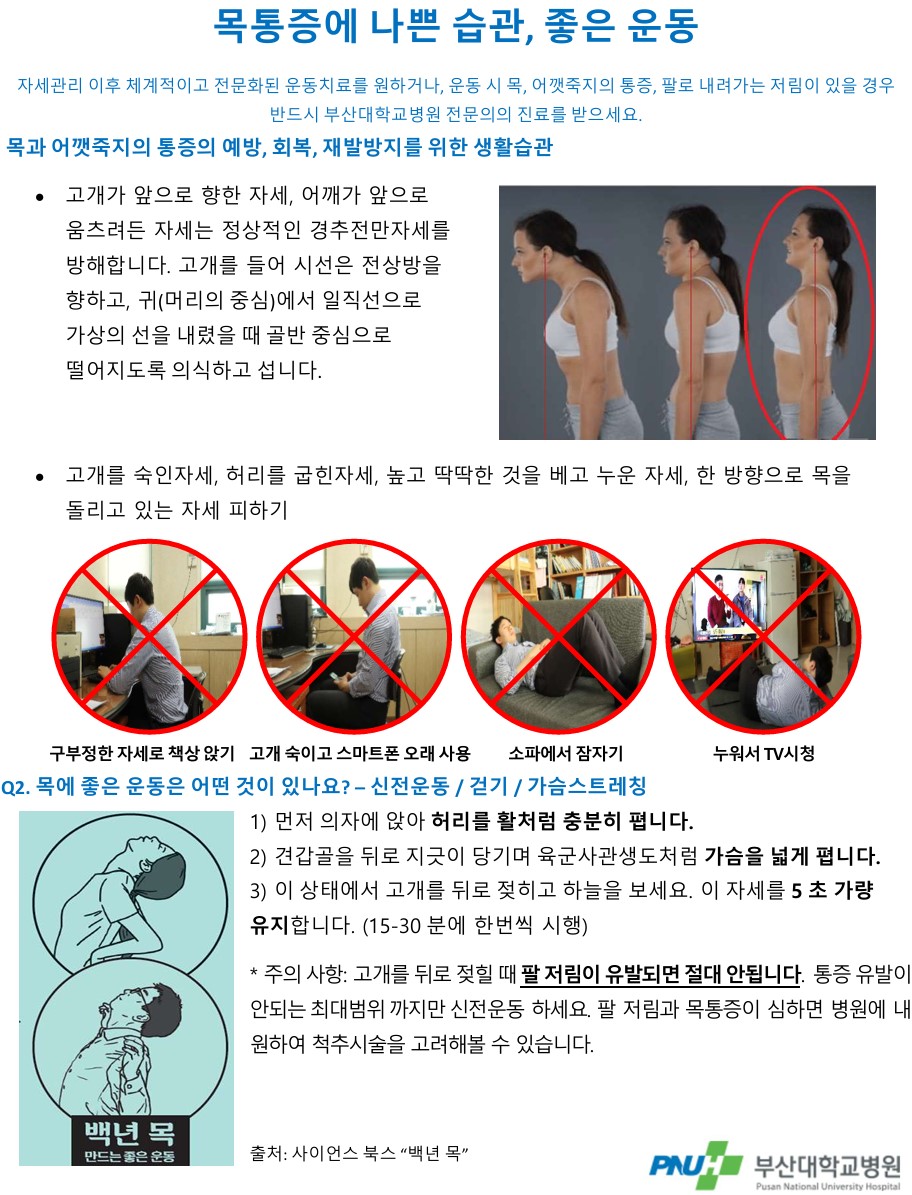 목통증에 나쁜 습관, 좋은 운동
자세관리 이후 체계적이고 전문화된 운동치료를 원하거나, 운동 시 목, 어깻죽지의 통증, 팔로 내려가는 저림이 있을 경우
반드시 부산대학교병원 전문의의 진료를 받으세요.
목과 어깻죽지의 통증의 예방, 회복, 재발방지를 위한 생활습관
• 고개가 앞으로 향한 자세, 어깨가 앞으로
움츠려든 자세는 정상적인 경추전만자세를
방해합니다. 고개를 들어 시선은 전상방을
향하고, 귀(머리의 중심)에서 일직선으로
가상의 선을 내렸을 때 골반 중심으로
떨어지도록 의식하고 섭니다.
• 고개를 숙인자세, 허리를 굽힌자세, 높고 딱딱한 것을 베고 누운 자세, 한 방향으로 목을
돌리고 있는 자세 피하기
구부정한 자세로 책상 앉기
고개 숙이고 스마트폰 오래 사용
소파에서 잠자기
누워서 TV시청
Q2. 목에 좋은 운동은 어떤 것이 있나요? – 신전운동 / 걷기 / 가슴스트레칭
1) 먼저 의자에 앉아 허리를 활처럼 충분히 폅니다.
2) 견갑골을 뒤로 지긋이 당기며 육군사관생도처럼 가슴을 넓게 폅니다.
3) 이 상태에서 고개를 뒤로 젖히고 하늘을 보세요. 이 자세를 5 초 가량
유지합니다. (15-30 분에 한번씩 시행)
* 주의 사항: 고개를 뒤로 젖힐 때 팔 저림이 유발되면 절대 안됩니다. 통증 유발이
안되는 최대범위 까지만 신전운동 하세요. 팔 저림과 목통증이 심하면 병원에 내
원하여 척추시술을 고려해볼 수 있습니다.
백년 목
만드는 좋은 운동
출처: 사이언스 북스 “백년 목”
PNUH 부산대학교병원
Pusan National University Hospital